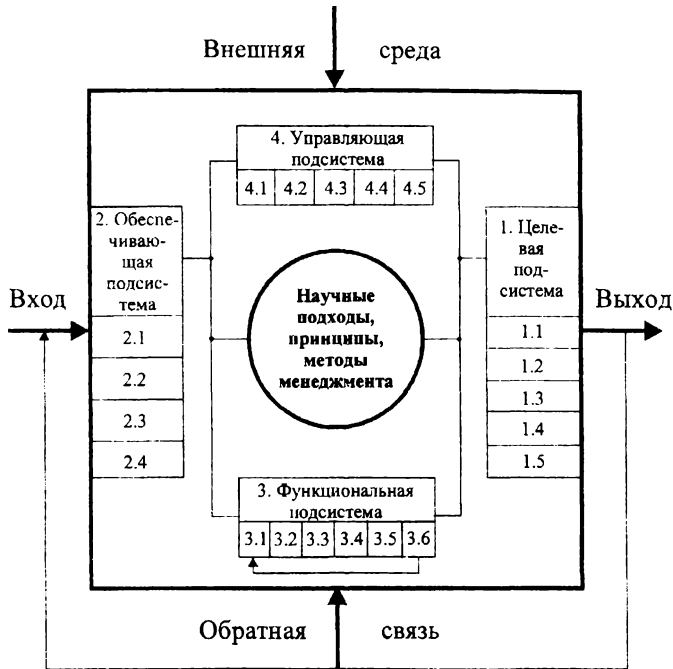 Внешняя среда
4. Управляющая
подсистема
4.1 4.2 4.3 4.4 4.5
2. Обеспе-
чиваю-
щая
подсис-
тема
2.1
2.2
2.3
2.4
1. Целе-
вая
под-
система
1.1
1.2
1.3
1.4
1.5
Вход
Научные
подходы,
принципы,
методы
менеджмента
Выход
3. Функциональная
подсистема
3.1 3.2 3.3 3.4 3.5 3.6
Обратная связь